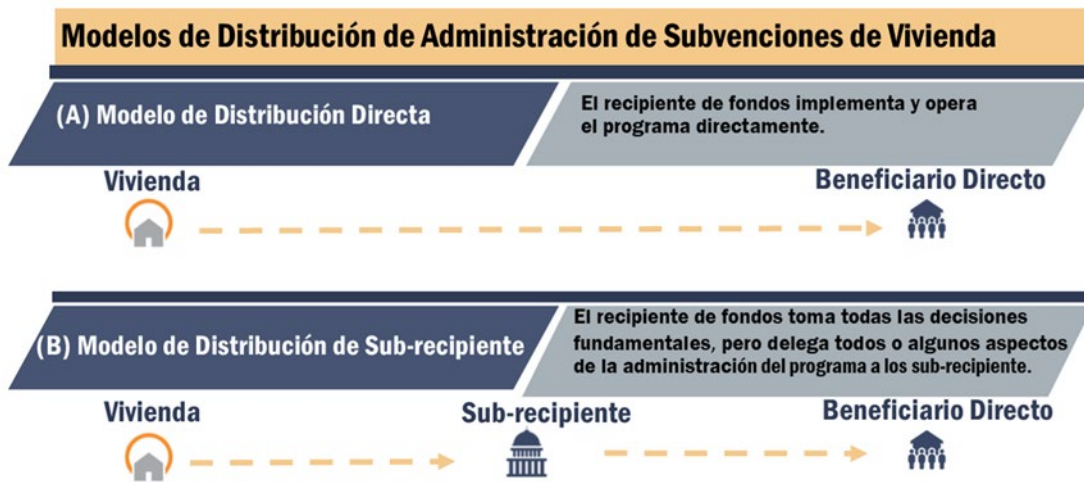 Modelos de Distribución de Administración de Subvenciones de Vivienda
(A) Modelo de Distribución Directa
El recipiente de fondos implementa y opera
el programa directamente.
Vivienda
Beneficiario Directo
(B) Modelo de Distribución de Sub-recipiente
El recipiente de fondos toma todas las decisiones
fundamentales, pero delega todos o algunos aspectos
de la administración del programa a los sub-recipiente.
Vivienda
Sub-recipiente
Beneficiario Directo